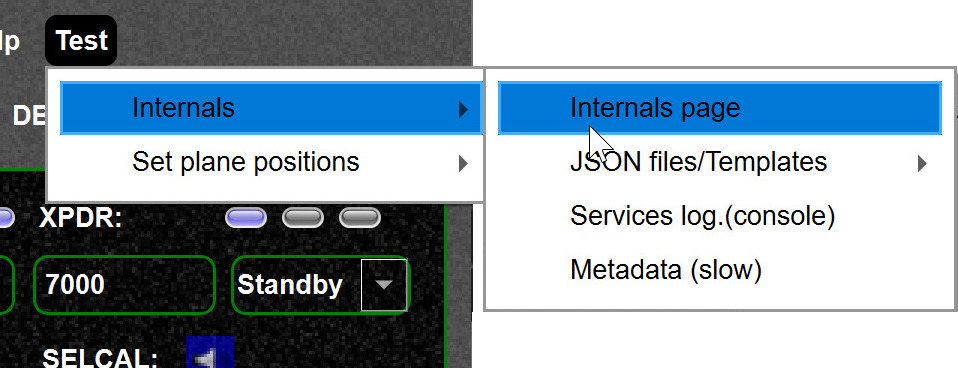 lp Test
Internals
Set plane positions
Internals page
JSON files/Templates
Services log.(console)
Metadata (slow)
DE
XPDR:
7000 Standby
SELCAL: